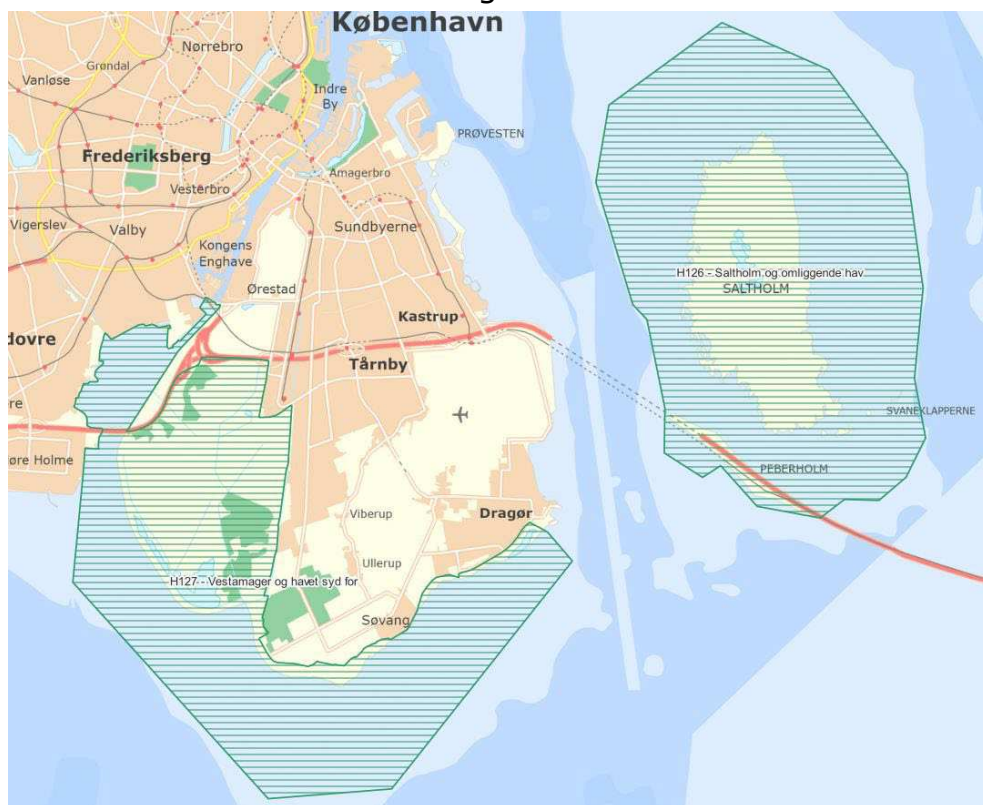 København
Nørrebro
Grøndal
Vanløse
Indre
By
PRØVESTEN
Frederiksberg
Amagerbro
Vesterbro
Vigerslev
Valby
Sundbyerne
Kongens
Enghave
H126 - Saltholm og omliggende hav
SALTHOLM
Ørestad
Kastrup
dovre
Tårnby
re
SVANEKLAPPERNE
øre Holme
PEBERHOLM
Viberup
Dragør
Ullerup
H127 - Vestamager og havet syd for
Søvang